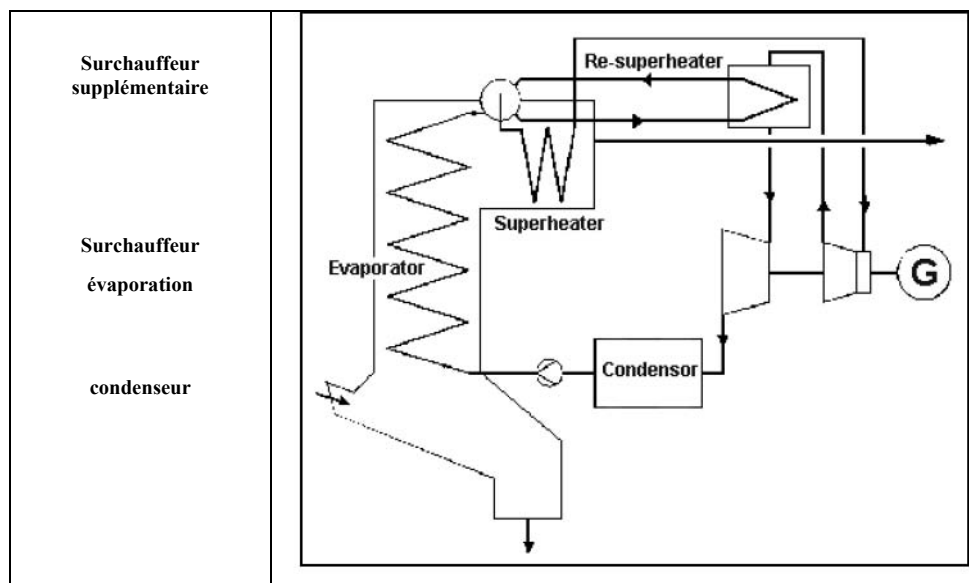 Surchauffeur
supplémentaire
Surchauffeur
évaporation
condenseur
Re-superheater
Superheater
Evaporator
Condensor
G